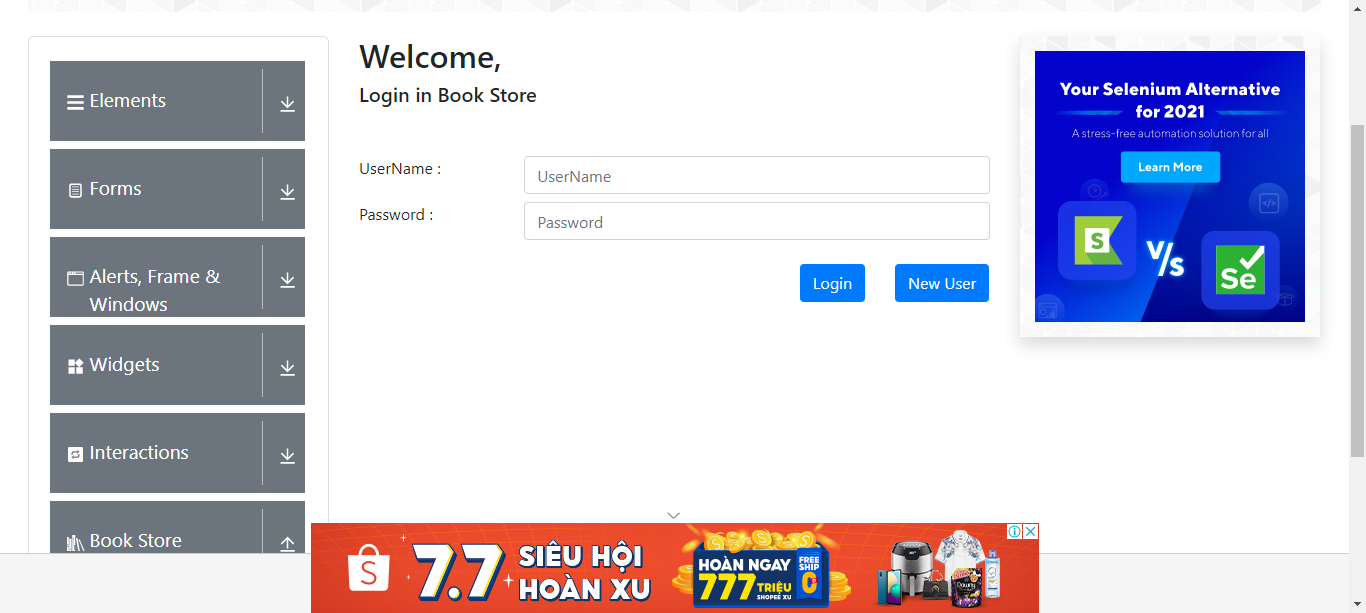 Elements
Forms
Alerts, Frame &
Windows
Widgets
Interactions
Book Store
Welcome,
Login in Book Store
UserName :
UserName
Password :
Password
Login
New User
Your Selenium Alternative
for 2021
A stress-free automation solution for all
Learn More
S
V/s
Se
S
7.7
SIÊU HỘI
HOÀN XU
HOÀN NGAY
777 TRIỆU
SHOPEE XU
FREE
SHIP
0Đ
Downy